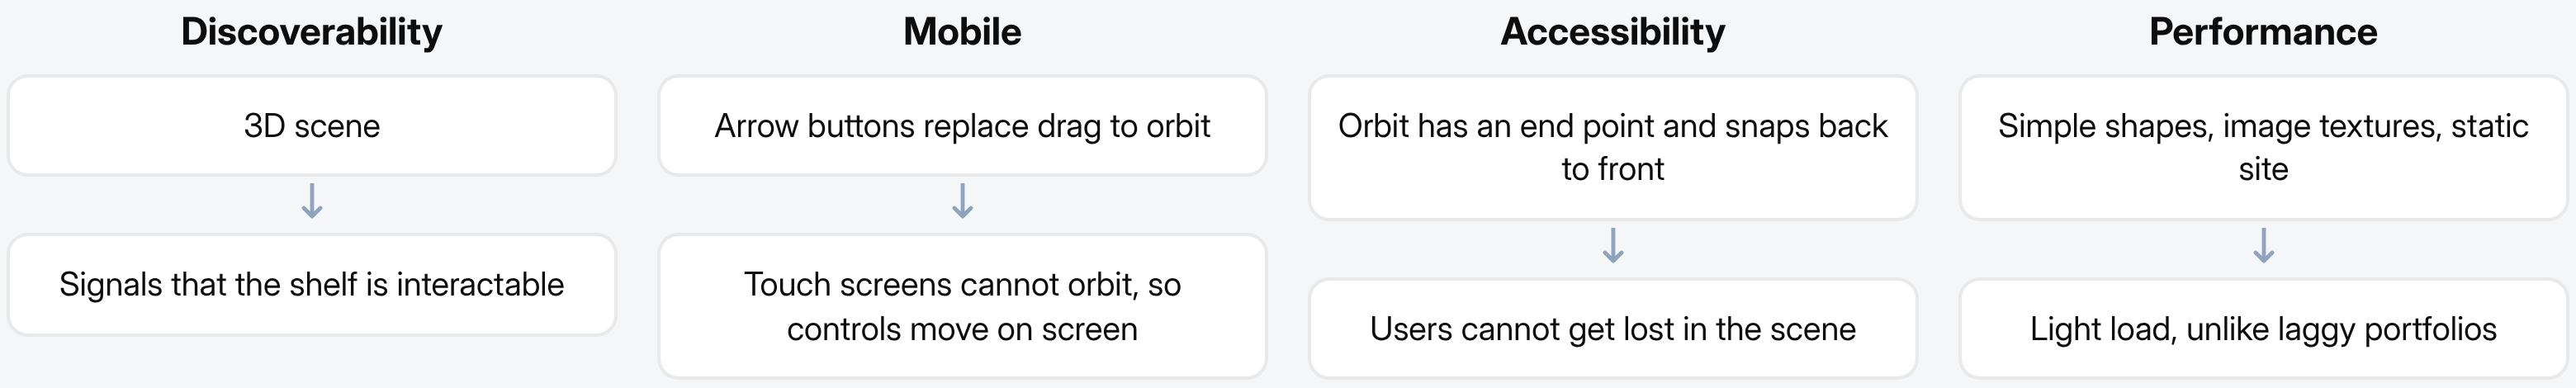 Discoverability
3D scene
Signals that the shelf is interactable
Mobile
Arrow buttons replace drag to orbit
Touch screens cannot orbit, so
controls move on screen
Accessibility
Orbit has an end point and snaps back
to front
Users cannot get lost in the scene
Performance
Simple shapes, image textures, static
site
Light load, unlike laggy portfolios